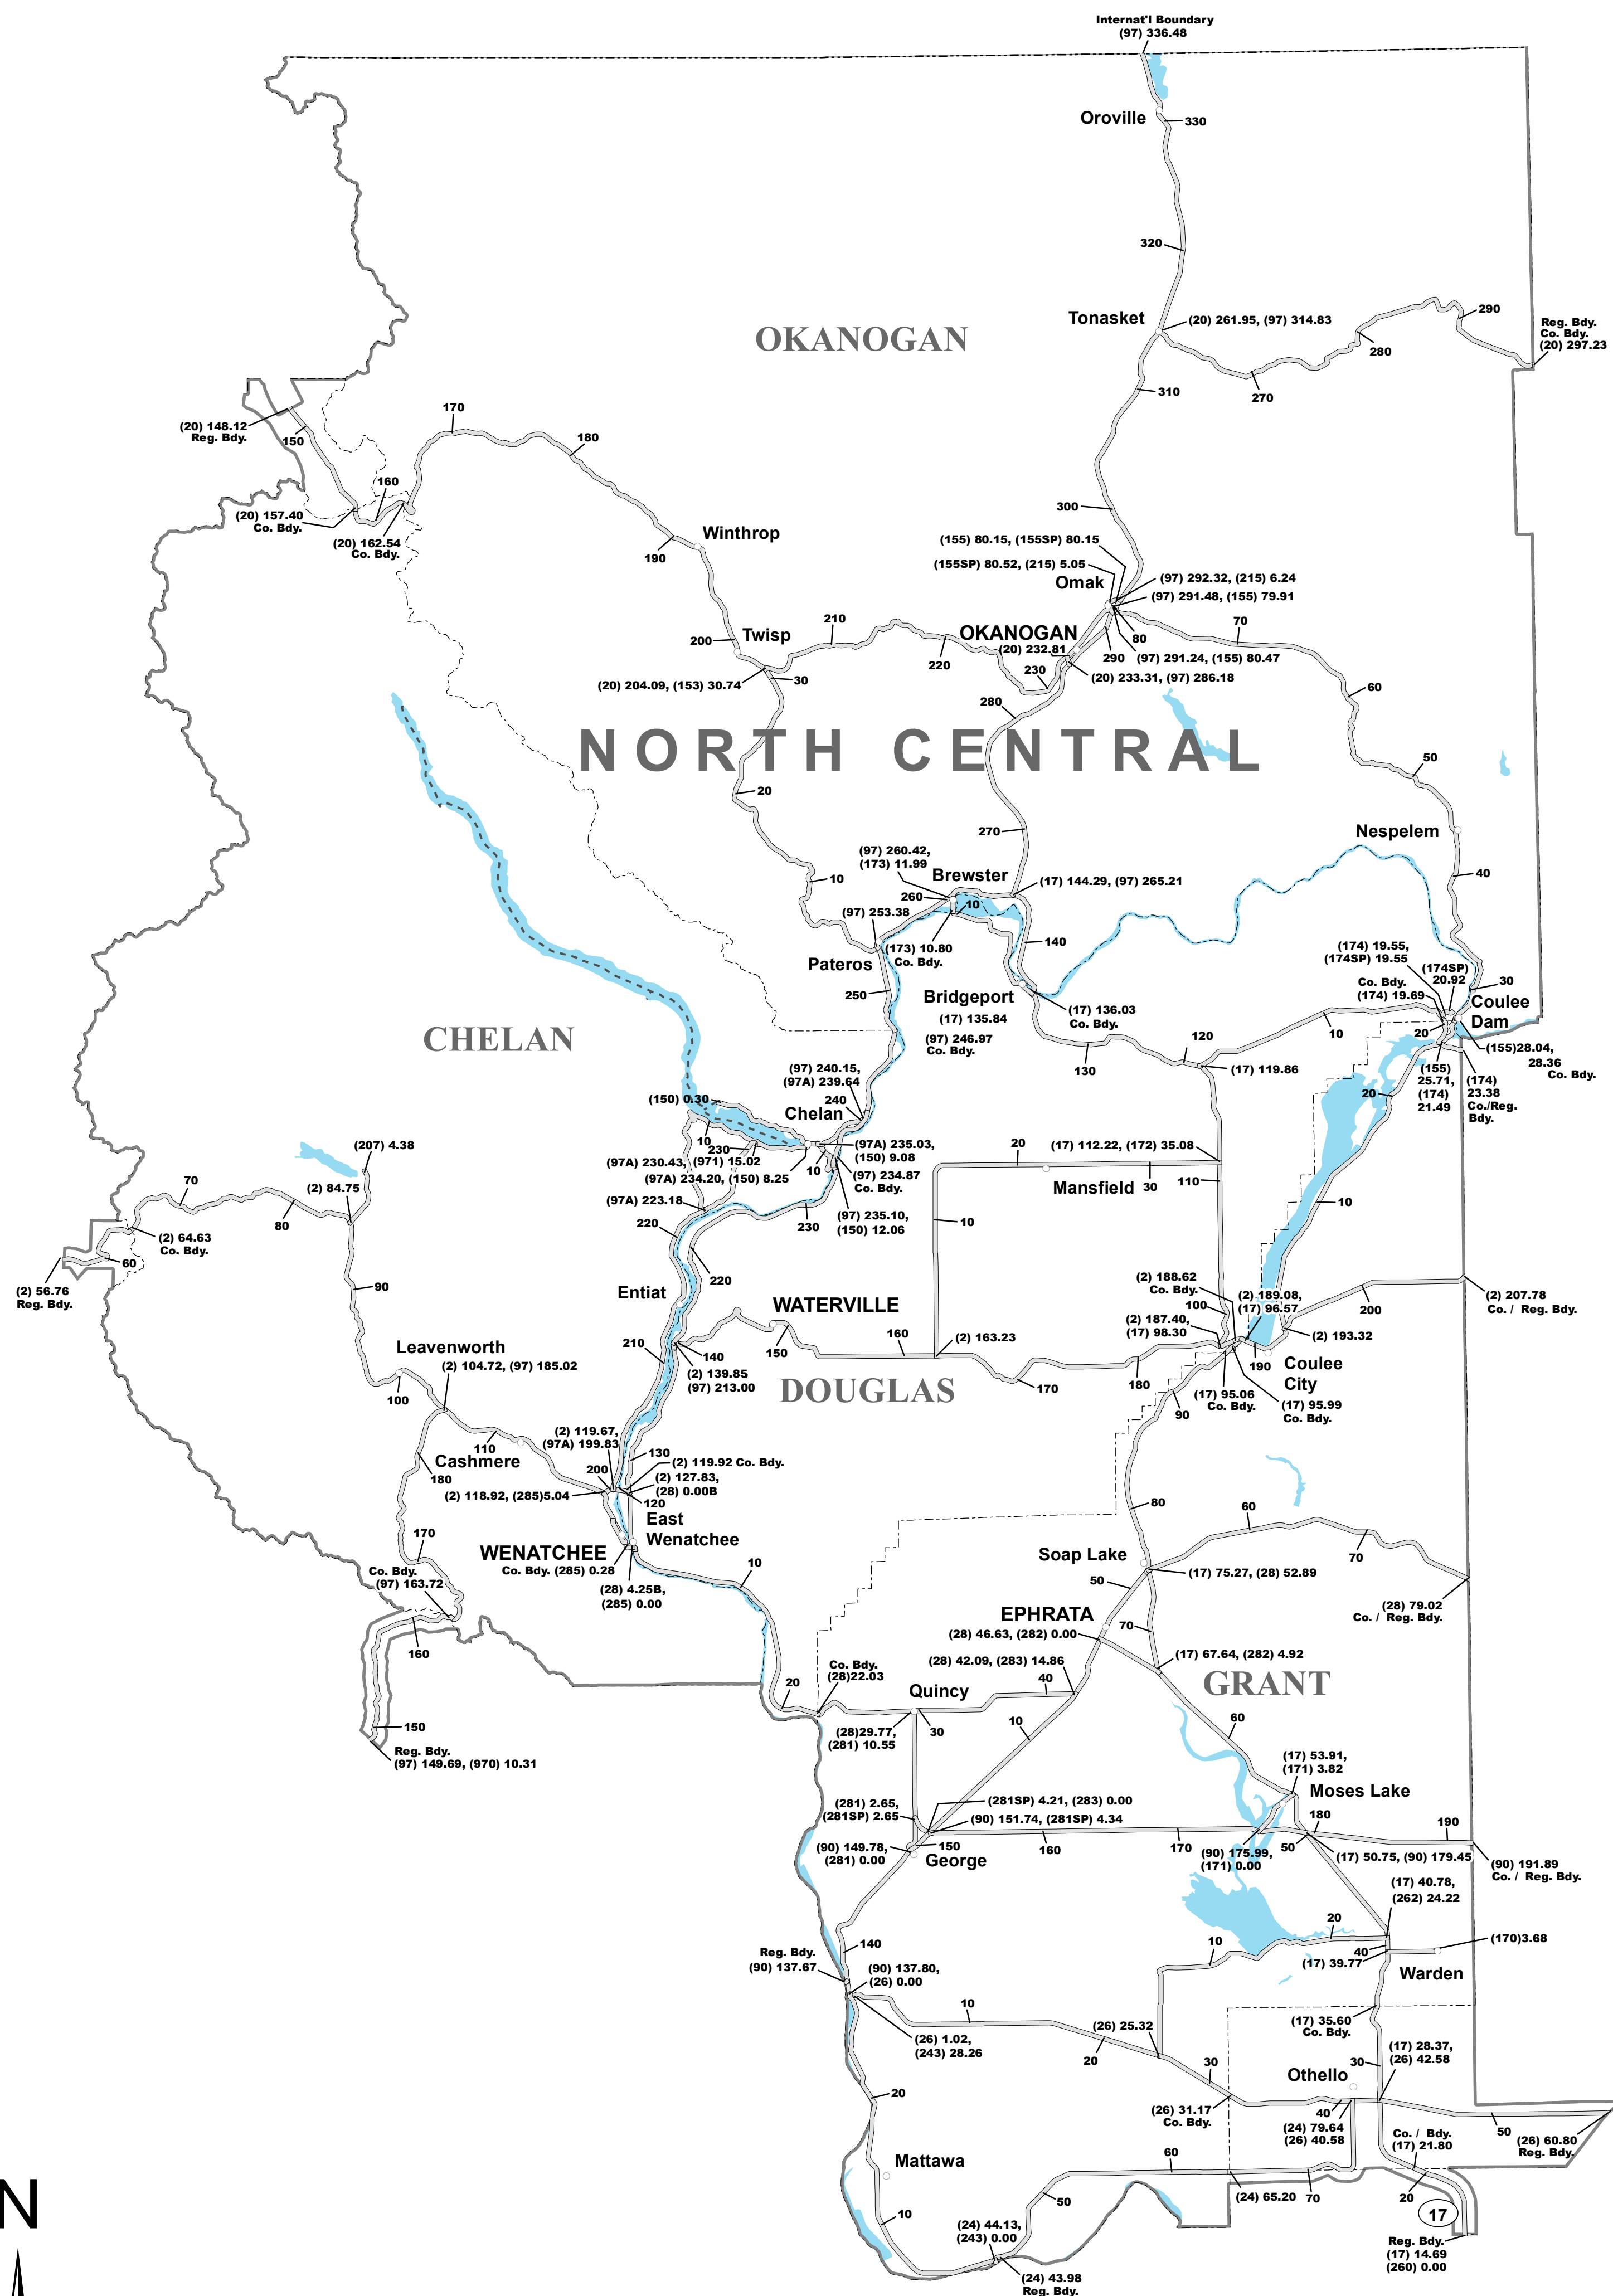 Internat'l Boundary
(97) 336.48
Oroville
330
320
OKANOGAN
Tonasket
(20) 261.95, (97) 314.83
290
280
270
Reg. Bdy.
Co. Bdy.
(20) 297.23
310
(20) 148.12
Reg. Bdy.
150
170
180
160
(20) 157.40
Co. Bdy.
(20) 162.54
Co. Bdy.
300
Winthrop
190
(155) 80.15, (155SP) 80.15
(155SP) 80.52, (215) 5.05
Omak
(97) 292.32, (215) 6.24
(97) 291.48, (155) 79.91
200
Twisp
210
220
OKANOGAN
(20) 232.81
230
290
80
70
(97) 291.24, (155) 80.47
(20) 233.31, (97) 286.18
(20) 204.09, (153) 30.74
30
280
60
NORTH CENTRAL
50
20
270
Nespelem
(97) 260.42,
(173) 11.99
Brewster
(17) 144.29, (97) 265.21
40
10
260
10
(97) 253.38
(173) 10.80
Co. Bdy.
140
Pateros
250
(174) 19.55,
(174SP) 19.55
(174SP)
20.92
Co. Bdy.
(174) 19.69
30
Coulee
Dam
Bridgeport
(17) 135.84
(17) 136.03
Co. Bdy.
(97) 246.97
Co. Bdy.
10
20
120
130
(17) 119.86
(155)28.04,
28.36
Co. Bdy.
(155)
25.71,
(174)
21.49
(174)
23.38
Co./Reg.
Bdy.
20
CHELAN
(97) 240.15,
(97A) 239.64
240
Chelan
(150) 0.30
10
230
(97A) 230.43, (971) 15.02
(97A) 234.20, (150) 8.25
10
(97A) 235.03,
(150) 9.08
(97) 234.87
Co. Bdy.
(97) 235.10,
(150) 12.06
(97A) 223.18
220
230
220
(207) 4.38
(2) 84.75
70
80
(2) 64.63
Co. Bdy.
60
(2) 56.76
Reg. Bdy.
90
20
(17) 112.22, (172) 35.08
Mansfield
30
110
10
10
Entiat
WATERVILLE
(2) 188.62
Co. Bdy.
100
(2) 189.08,
(17) 96.57
(2) 187.40,
(17) 98.30
(2) 207.78
Co. / Reg. Bdy.
200
(2) 193.32
190
Coulee
City
210
140
(2) 139.85
(97) 213.00
150
160
(2) 163.23
170
180
DOUGLAS
(17) 95.06
Co. Bdy.
(17) 95.99
Co. Bdy.
90
Leavenworth
(2) 104.72, (97) 185.02
100
110
Cashmere
180
(2) 119.67,
(97A) 199.83
200
130
(2) 119.92 Co. Bdy.
(2) 127.83,
(28) 0.00B
120
(2) 118.92, (285)5.04
East
Wenatchee
WENATCHEE
Co. Bdy. (285) 0.28
(28) 4.25B,
(285) 0.00
10
170
Co. Bdy.
(97) 163.72
160
150
Reg. Bdy.
(97) 149.69, (970) 10.31
80
60
70
Soap Lake
50
(17) 75.27, (28) 52.89
(28) 79.02
Co. / Reg. Bdy.
EPHRATA
(28) 46.63, (282) 0.00
70
(17) 67.64, (282) 4.92
(28) 42.09, (283) 14.86
40
GRANT
Co. Bdy.
(28)22.03
20
Quincy
30
10
(28)29.77,
(281) 10.55
60
(17) 53.91,
(171) 3.82
Moses Lake
(281) 2.65,
(281SP) 2.65
(281SP) 4.21, (283) 0.00
(90) 151.74, (281SP) 4.34
(90) 149.78,
(281) 0.00
150
George
160
170
(90) 175.99,
(171) 0.00
50
180
190
(17) 50.75, (90) 179.45
(90) 191.89
Co. / Reg. Bdy.
(17) 40.78,
(262) 24.22
20
10
40
(17) 39.77
(170)3.68
Warden
Reg. Bdy.
(90) 137.67
140
(90) 137.80,
(26) 0.00
10
(26) 1.02,
(243) 28.26
(26) 25.32
20
30
(17) 35.60
Co. Bdy.
(17) 28.37,
(26) 42.58
30
Othello
(26) 31.17
Co. Bdy.
40
(24) 79.64
(26) 40.58
Co. / Bdy.
(17) 21.80
50
(26) 60.80
Reg. Bdy.
20
Mattawa
60
(24) 65.20
70
20
17
50
10
(24) 44.13,
(243) 0.00
(24) 43.98
Reg. Bdy.
Reg. Bdy.
(17) 14.69
(260) 0.00
N